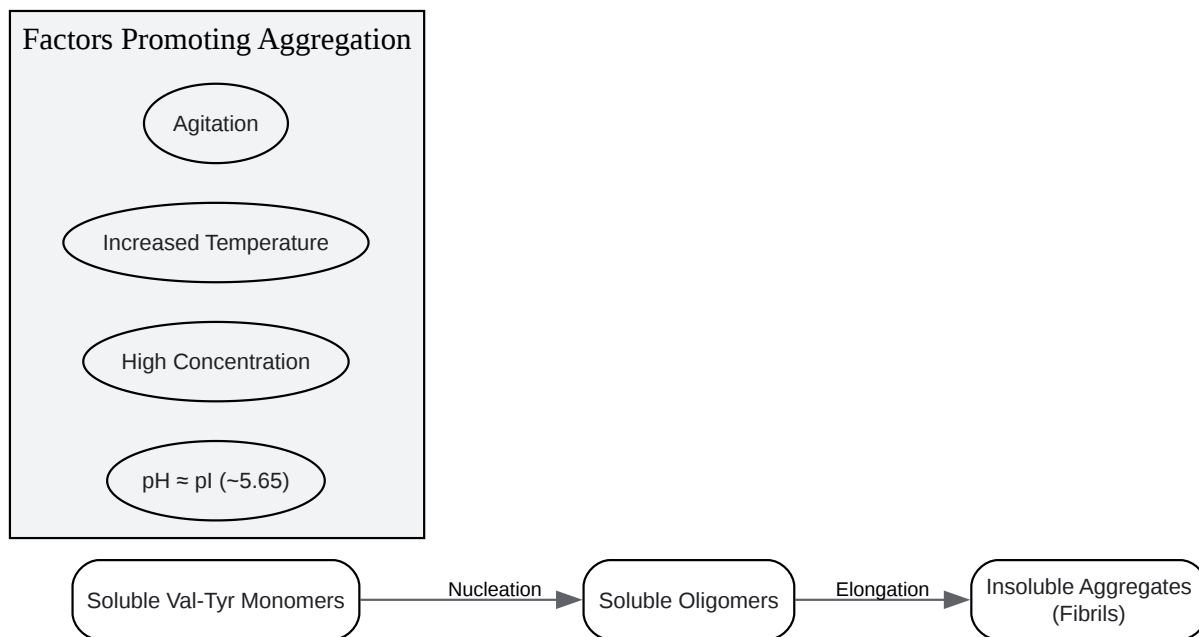 Factors Promoting Aggregation
Agitation
Increased Temperature
High Concentration
pH ≈ pI (~5.65)
Soluble Val-Tyr Monomers
Nucleation
Soluble Oligomers
Elongation
Insoluble Aggregates
(Fibrils)